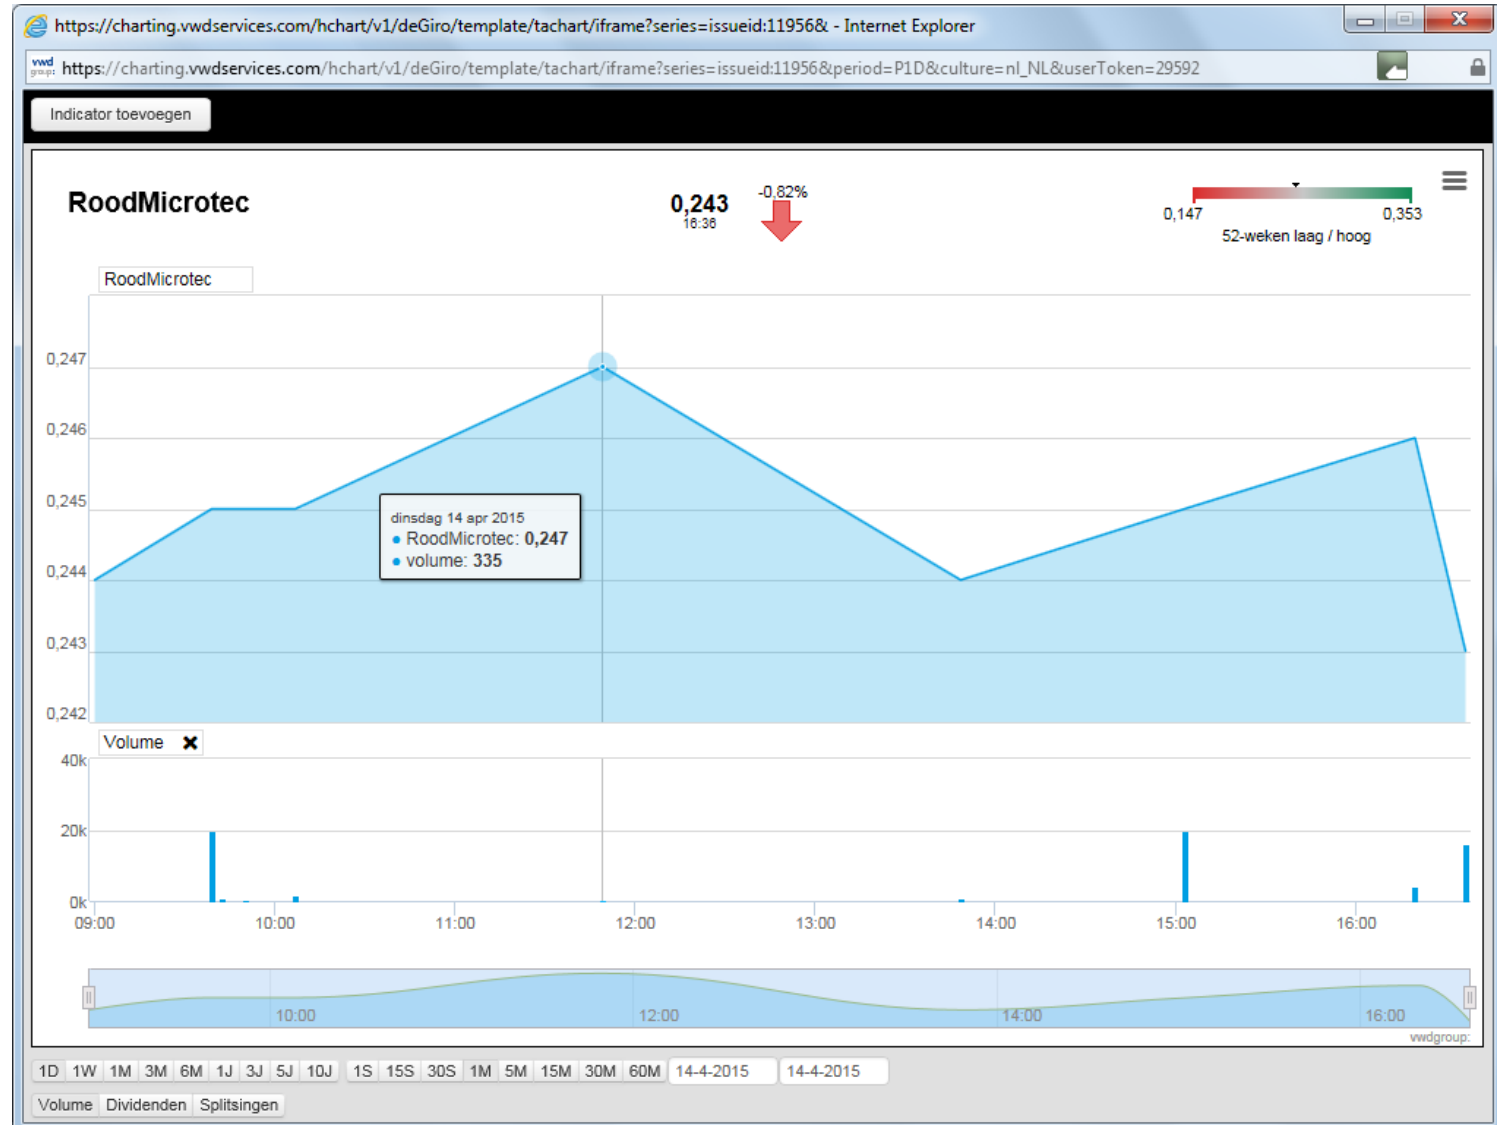 https://charting.vwdservices.com/hchart/v1/deGiro/template/tachart/iframe?series=issueid:11956& - Internet Explorer
vwd group: https://charting.vwdservices.com/hchart/v1/deGiro/template/tachart/iframe?series=issueid:11956&period=P1D&culture=nl_NL&userToken=29592
Indicator toevoegen
RoodMicrotec
0,243
16:36
-0,82%
0,147 0,353
52-weken laag / hoog
RoodMicrotec
0,247
0,246
0,245
dinsdag 14 apr 2015
RoodMicrotec: 0,247
volume: 335
0,244
0,243
0,242
Volume
40k
20k
0k
09:00 10:00 11:00 12:00 13:00 14:00 15:00 16:00
10:00 12:00 14:00 16:00
vwdgroup:
1D 1W 1M 3M 6M 1J 3J 5J 10J 1S 15S 30S 1M 5M 15M 30M 60M 14-4-2015 14-4-2015
Volume Dividenden Splitsingen